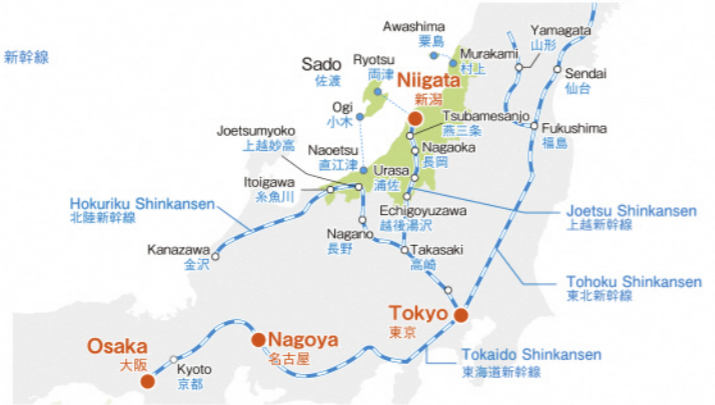 Awashima
粟島
Yamagata
山形
新幹線
Murakami
村上
Sado
佐渡
Ryotsu
両津
Sendai
仙台
Niigata
新潟
Ogi
小木
Tsubamesanjo
燕三条
Fukushima
福島
Joetsumyoko
上越妙高
Naoetsu
直江津
Nagaoka
長岡
Urasa
浦佐
Itoigawa
糸魚川
Hokuriku Shinkansen
北陸新幹線
Echigoyuzawa
越後湯沢
Joetsu Shinkansen
上越新幹線
Nagano
長野
Kanazawa
金沢
Takasaki
高崎
Tohoku Shinkansen
東北新幹線
Tokyo
東京
Osaka
大阪
Nagoya
名古屋
Kyoto
京都
Tokaido Shinkansen
東海道新幹線